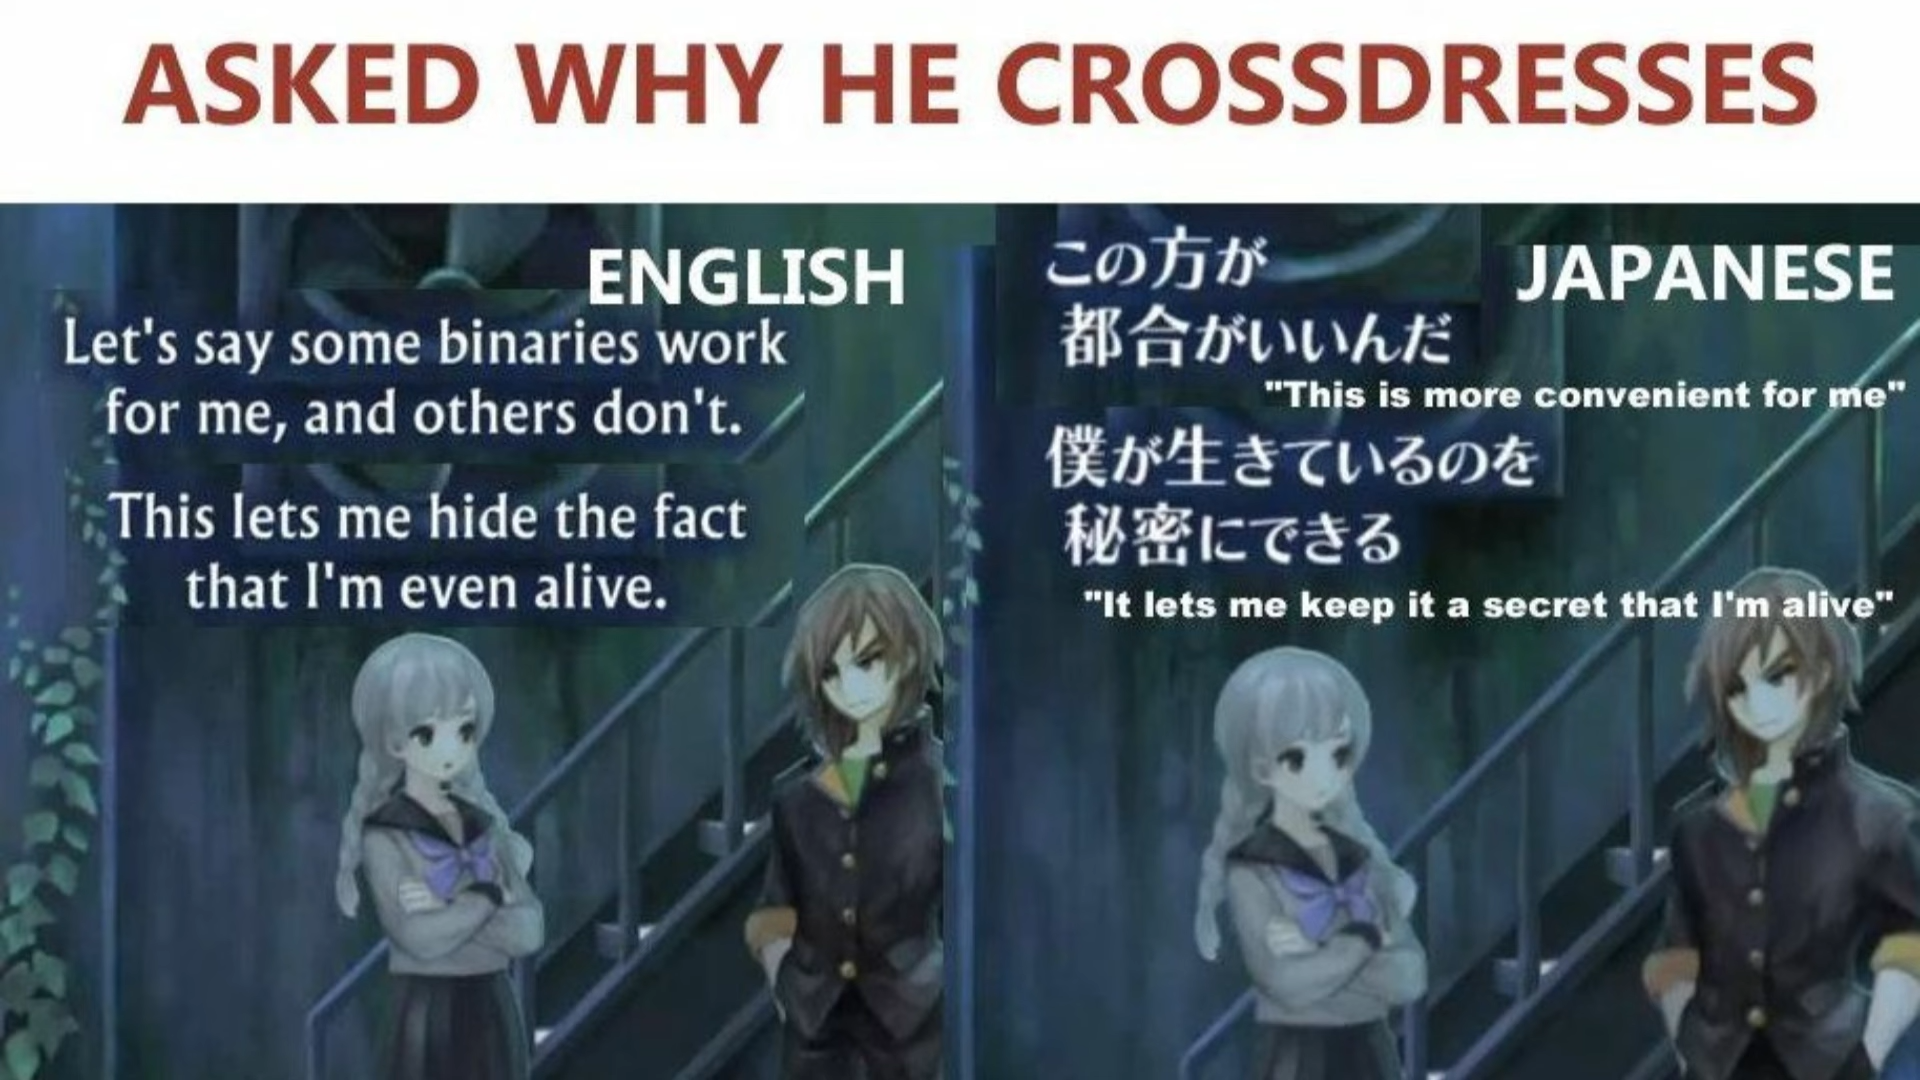 ASKED WHY HE CROSSDRESSES
ENGLISH
Let's say some binaries work
for me, and others don't.
This lets me hide the fact
that I'm even alive.
JAPANESE
この方が
都合がいいんだ
"This is more convenient for me"
僕が生きているのを
秘密にできる
"It lets me keep it a secret that I'm alive"